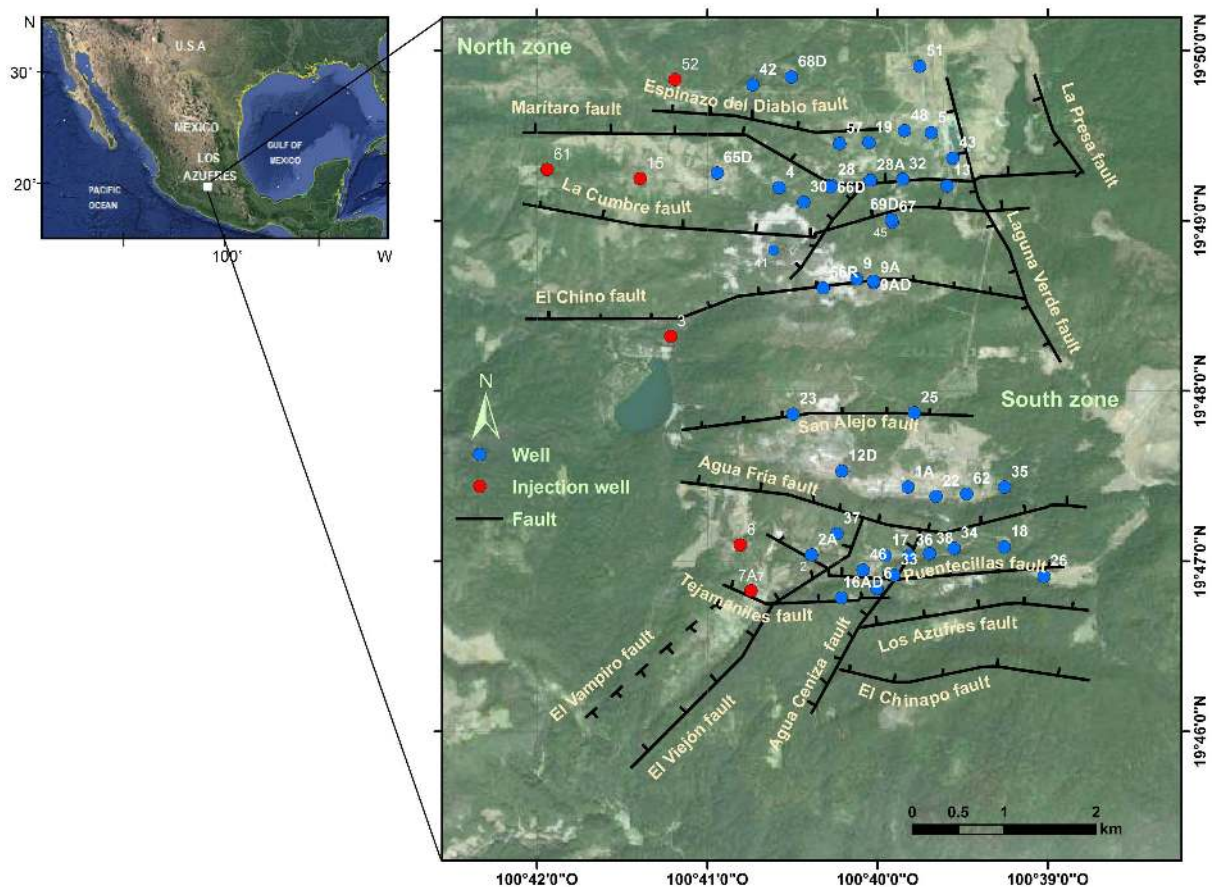 N
U.S.A
30°
MEXICO
GULF OF
MEXICO
LOS
AZUFRES
20°
PACIFIC
OCEAN
100°
W
North zone
51
68D
42
52
Espinazo del Diablo fault
La Presa fault
Marítaro fault
48
5
57
19
43
61
15
65D
4
28
28A
32
13
30
66D
La Cumbre fault
69D
67
45
Laguna Verde fault
41
9
9A
56R
9AD
El Chino fault
3
N
23
25
South zone
San Alejo fault
Well
12D
Injection well
Agua Fría fault
1A
22
62
35
Fault
37
8
2A
2
17
36
38
34
18
46
33
26
6
Puentecillas fault
7A
7
16AD
Tejamaniles fault
Los Azufres fault
El Vampiro fault
El Chinapo fault
Agua Ceniza fault
El Viejón fault
0
0.5
1
2
km
19°50'0"N
19°49'0"N
19°48'0"N
19°47'0"N
19°46'0"N
100°42'0"O
100°41'0"O
100°40'0"O
100°39'0"O